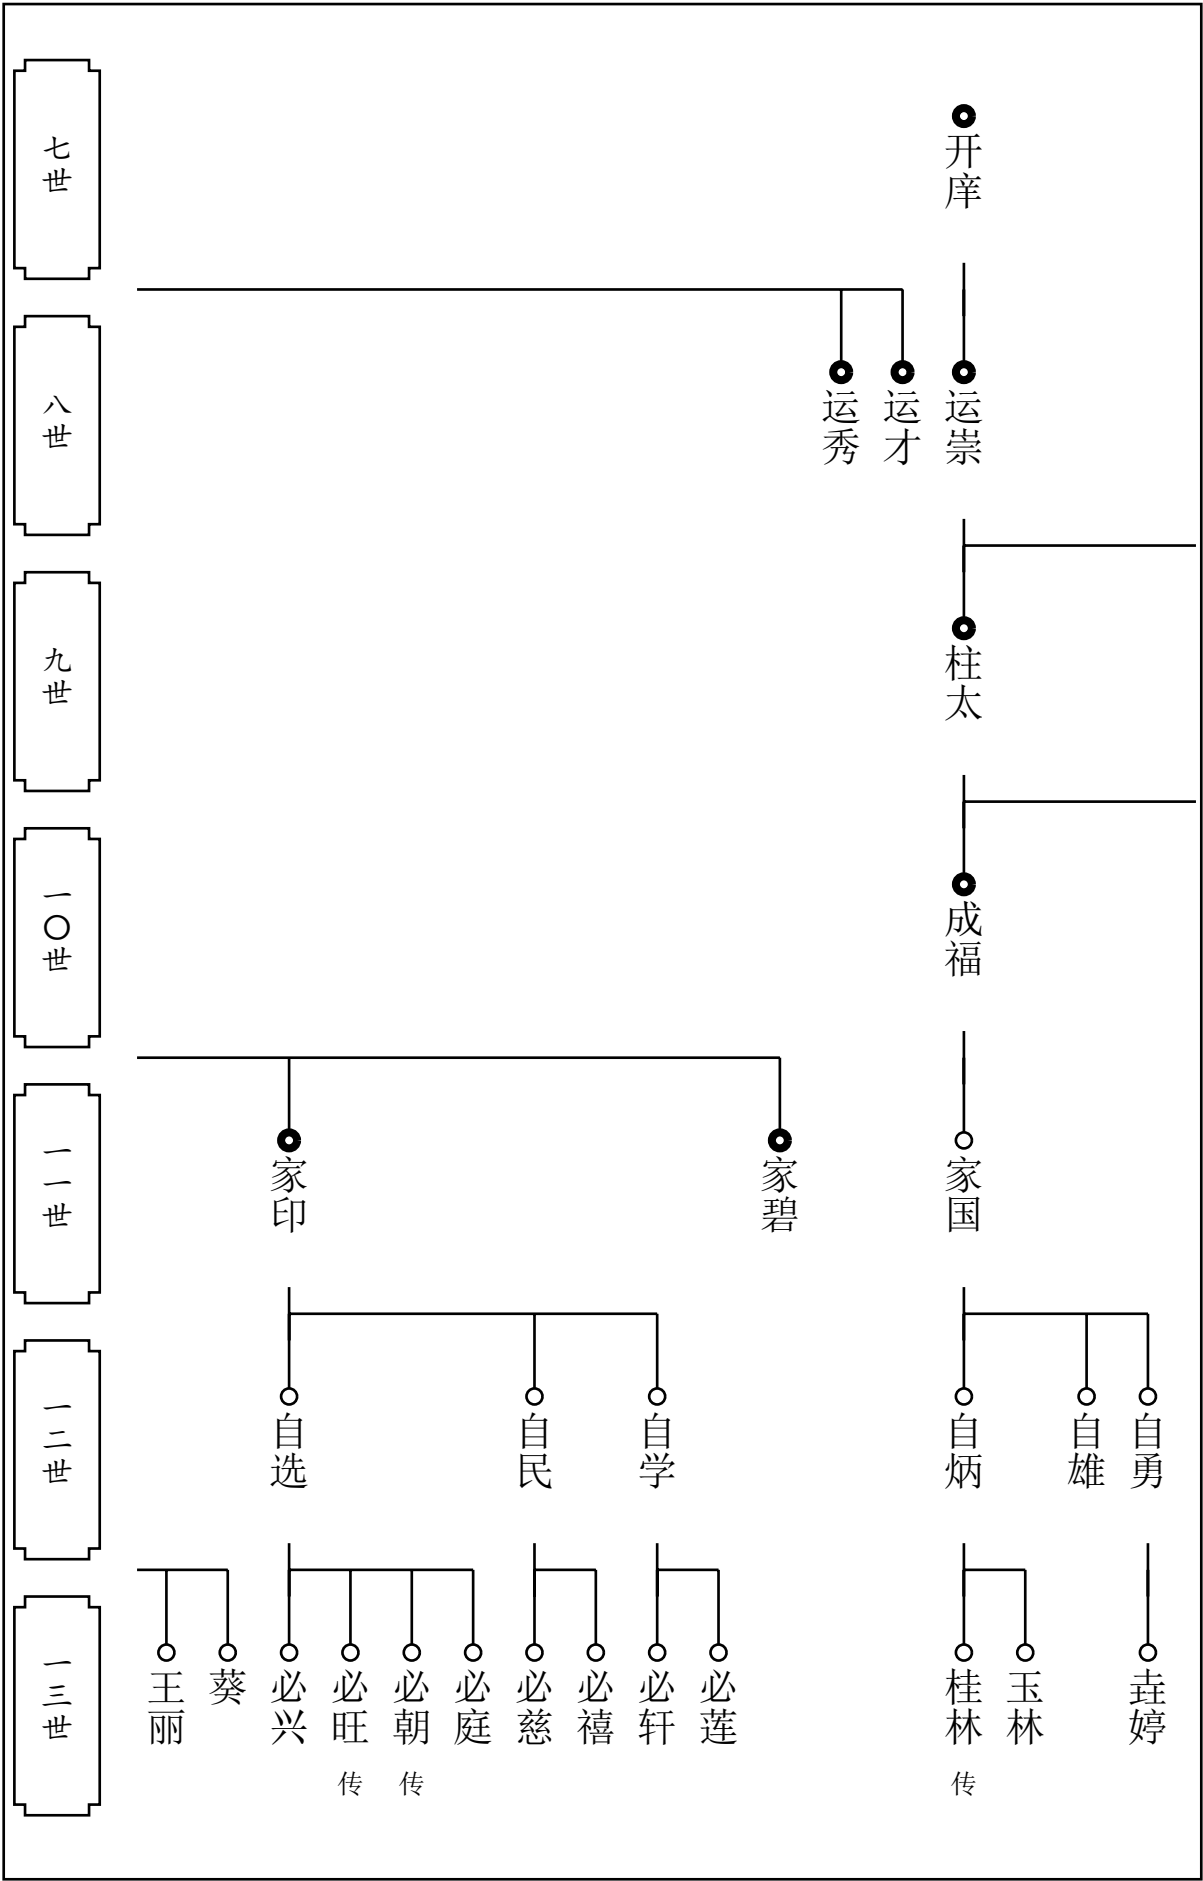 七世
开庠
八世
运崇
运才
运秀
九世
柱太
一〇世
成福
一一世
家国
家碧
家印
一二世
自勇
自雄
自炳
自学
自民
自选
一三世
垚婷
玉林
桂林
传
必莲
必轩
必禧
必慈
必庭
必朝
传
必旺
传
必兴
葵
王丽